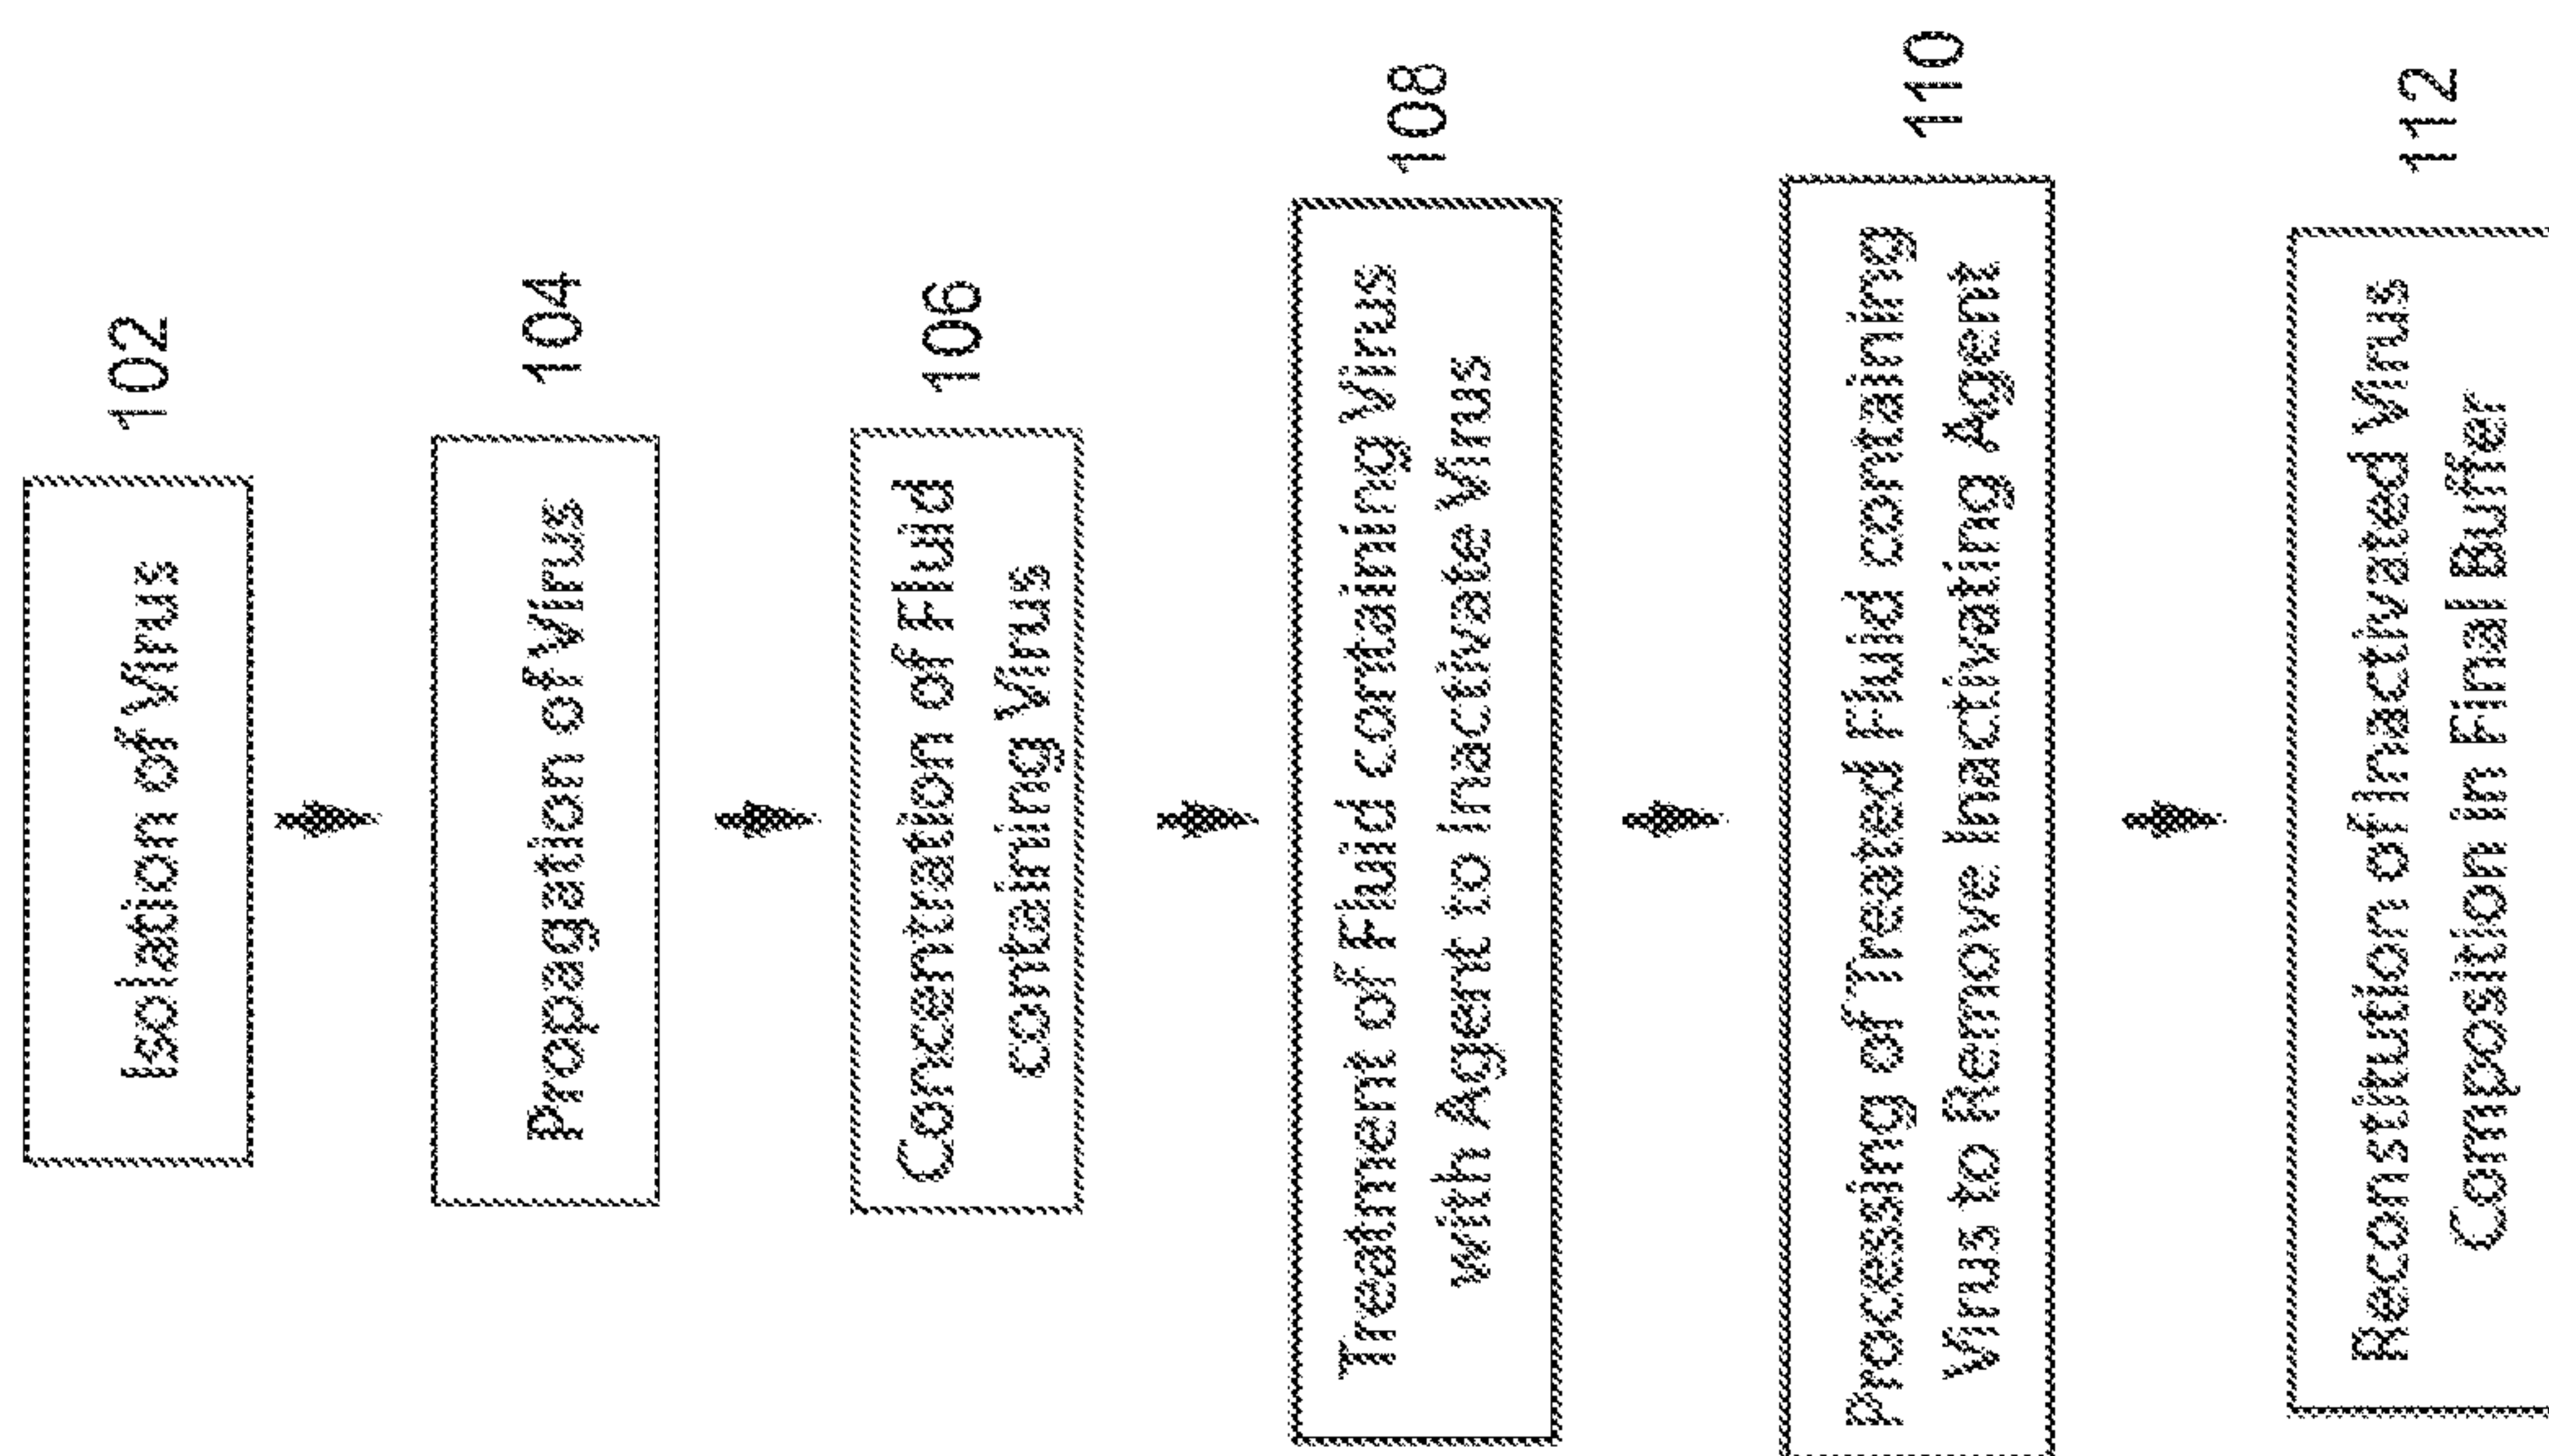 Isolation of Virus
102
Propagation of Virus
104
Concentration of Fluid
containing Virus
106
Treatment of Fluid containing Virus
with Agent to Inactivate Virus
108
Processing of Treated Fluid containing
Virus to Remove Inactivating Agent
110
Reconstitution of Inactivated Virus
Composition in Final Buffer
112